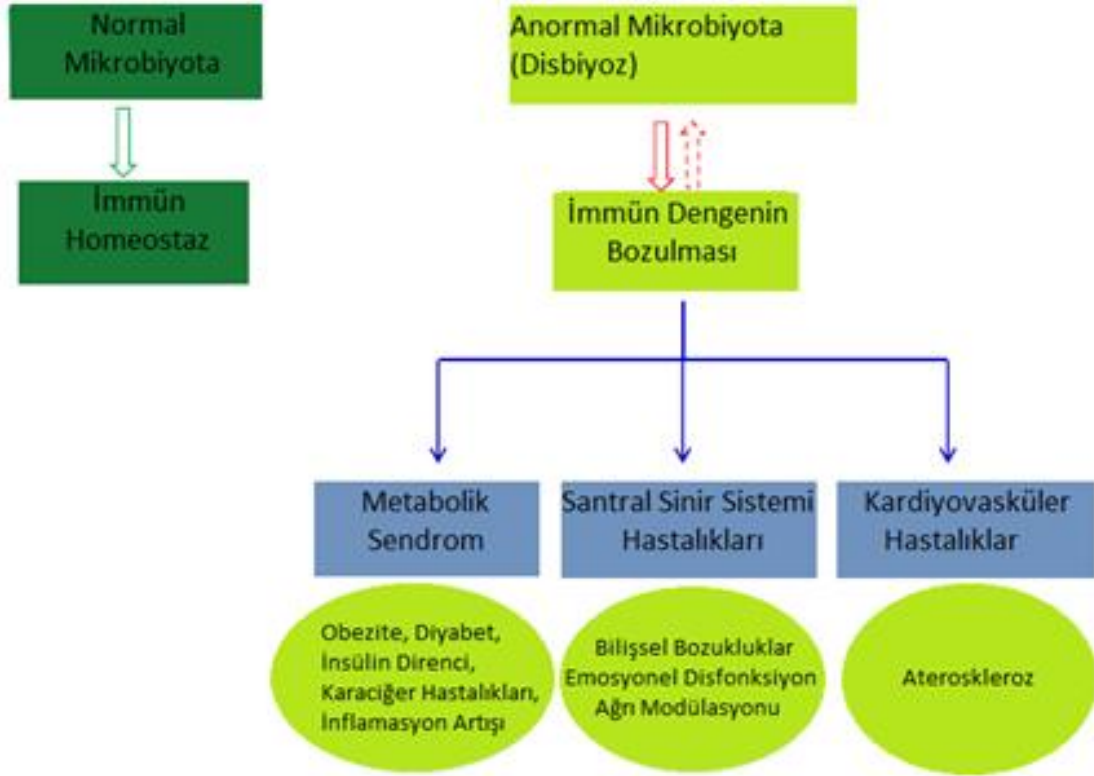 Normal
Mikrobiyota
İmmün
Homeostaz
Anormal Mikrobiyota
(Disbiyoz)
İmmün Dengenin
Bozulması
Metabolik
Sendrom
Santral Sinir Sistemi
Hastalıkları
Kardiyovasküler
Hastalıklar
Obezite, Diyabet,
İnsülin Direnci,
Karaciğer Hastalıkları,
İnflamasyon Artışı
Bilişsel Bozukluklar
Emosyonel Disfonksiyon
Ağrı Modülasyonu
Ateroskleroz